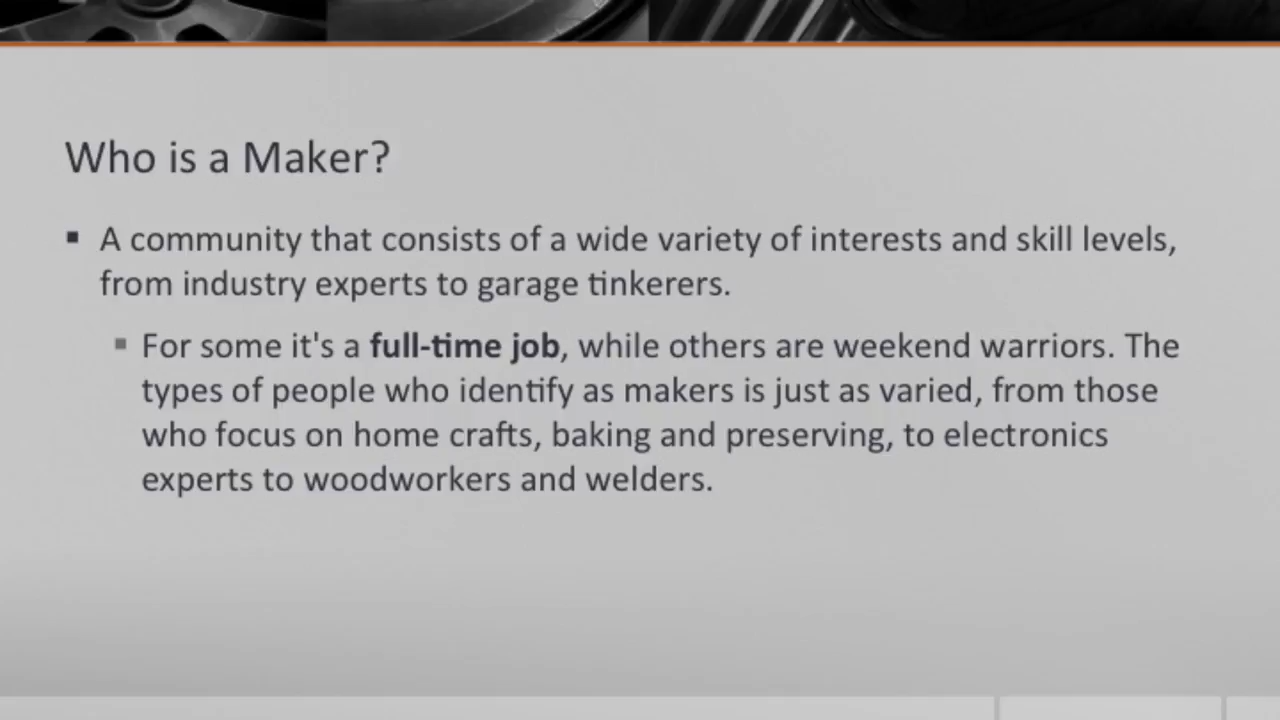 Who is a Maker?
▪ A community that consists of a wide variety of interests and skill levels,
from industry experts to garage tinkerers.
▪ For some it's a full-time job, while others are weekend warriors. The
types of people who identify as makers is just as varied, from those
who focus on home crafts, baking and preserving, to electronics
experts to woodworkers and welders.